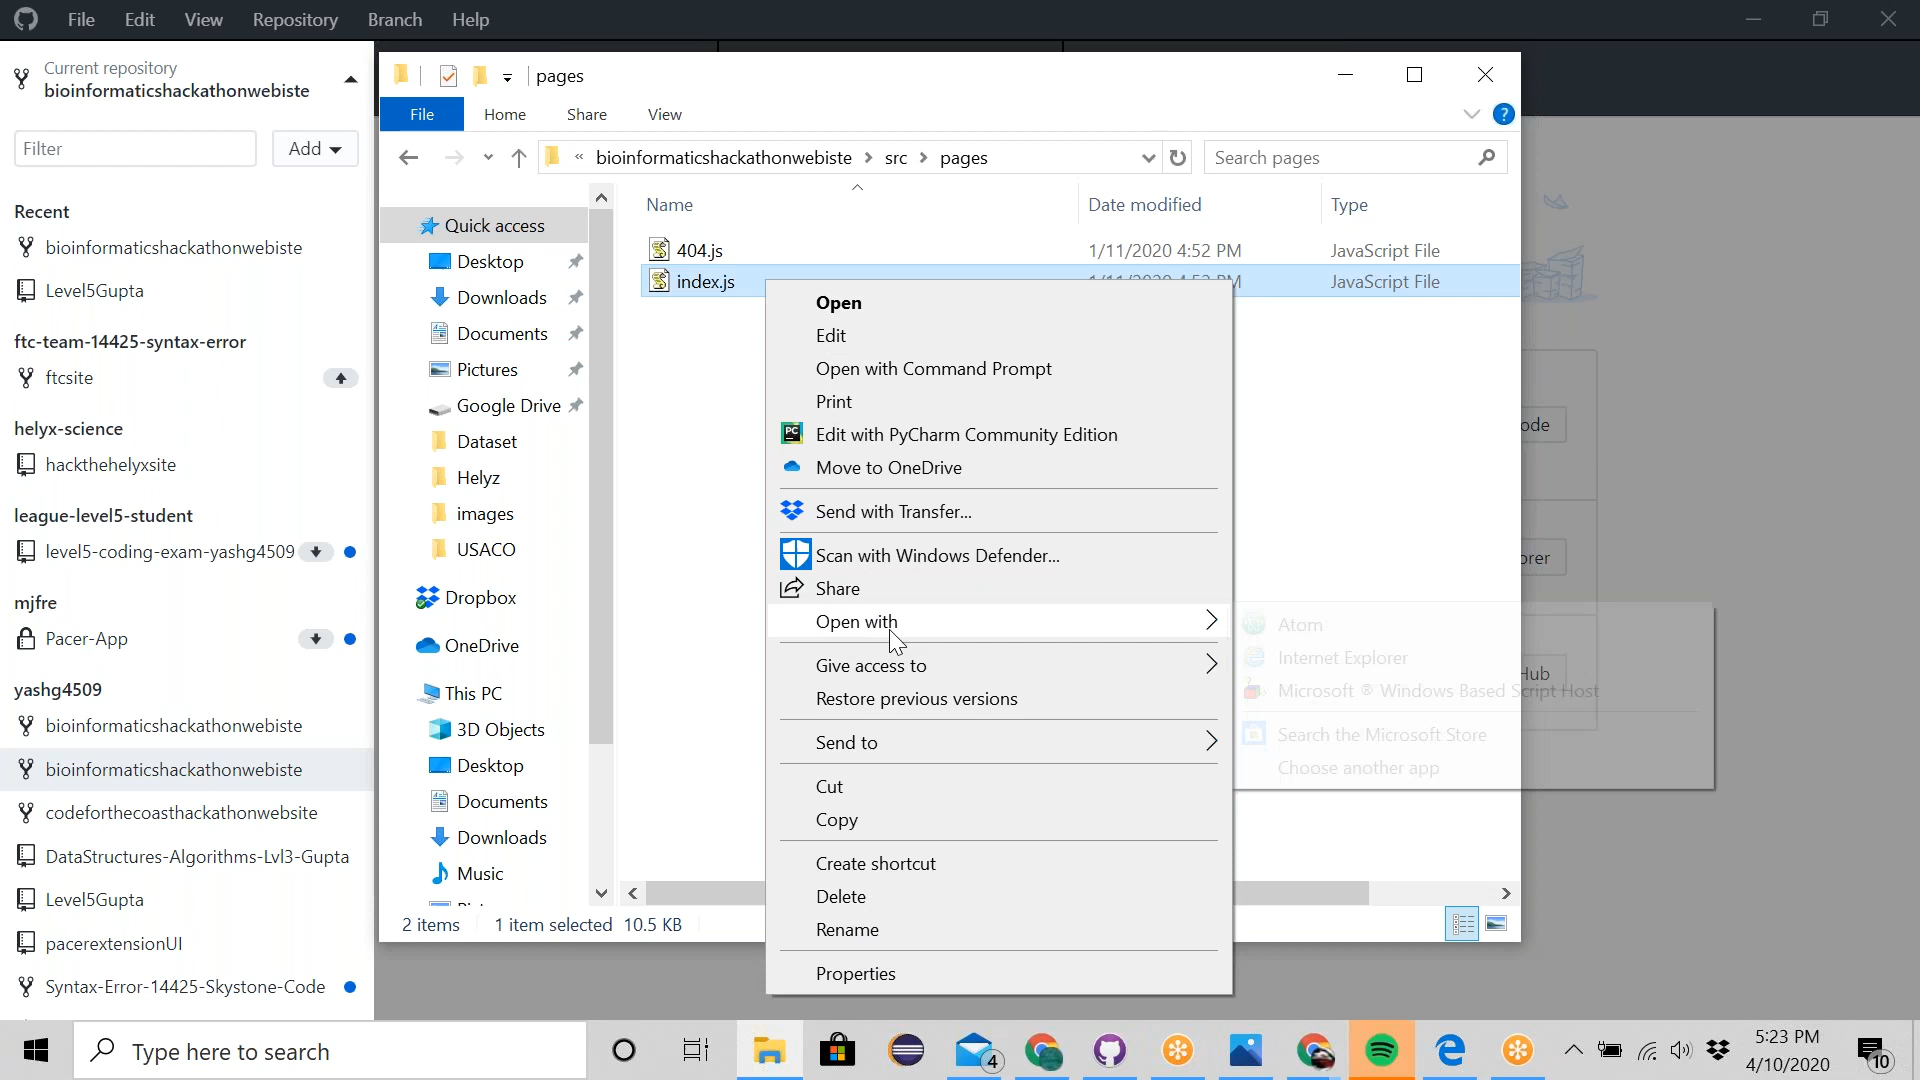 File Edit View Repository Branch Help
Current repository
bioinformaticshackathonwebiste
Filter
Add
Recent
bioinformaticshackathonwebiste
Level5Gupta
ftc-team-14425-syntax-error
ftcsite
helyx-science
hackthehelyxsite
league-level5-student
level5-coding-exam-yashg4509
mjfre
Pacer-App
yashg4509
bioinformaticshackathonwebiste
bioinformaticshackathonwebiste
codeforthecoasthackathonwebsite
DataStructures-Algorithms-Lvl3-Gupta
Level5Gupta
pacerextensionUI
Syntax-Error-14425-Skystone-Code
pages
File Home Share View
« bioinformaticshackathonwebiste > src > pages
Search pages
Quick access
Desktop
Downloads
Documents
Pictures
Google Drive
Dataset
Helyz
images
USACO
Dropbox
OneDrive
This PC
3D Objects
Desktop
Documents
Downloads
Music
Name Date modified Type
404.js 1/11/2020 4:52 PM JavaScript File
index.js 1/11/2020 4:52 PM JavaScript File
Open
Edit
Open with Command Prompt
Print
PC Edit with PyCharm Community Edition
Move to OneDrive
Send with Transfer...
Scan with Windows Defender...
Share
Open with
Give access to
Restore previous versions
Send to
Cut
Copy
Create shortcut
Delete
Rename
Properties
Atom
Internet Explorer
Microsoft ® Windows Based Script Host
Search the Microsoft Store
Choose another app
2 items 1 item selected 10.5 KB
Type here to search
4
5:23 PM
4/10/2020
10